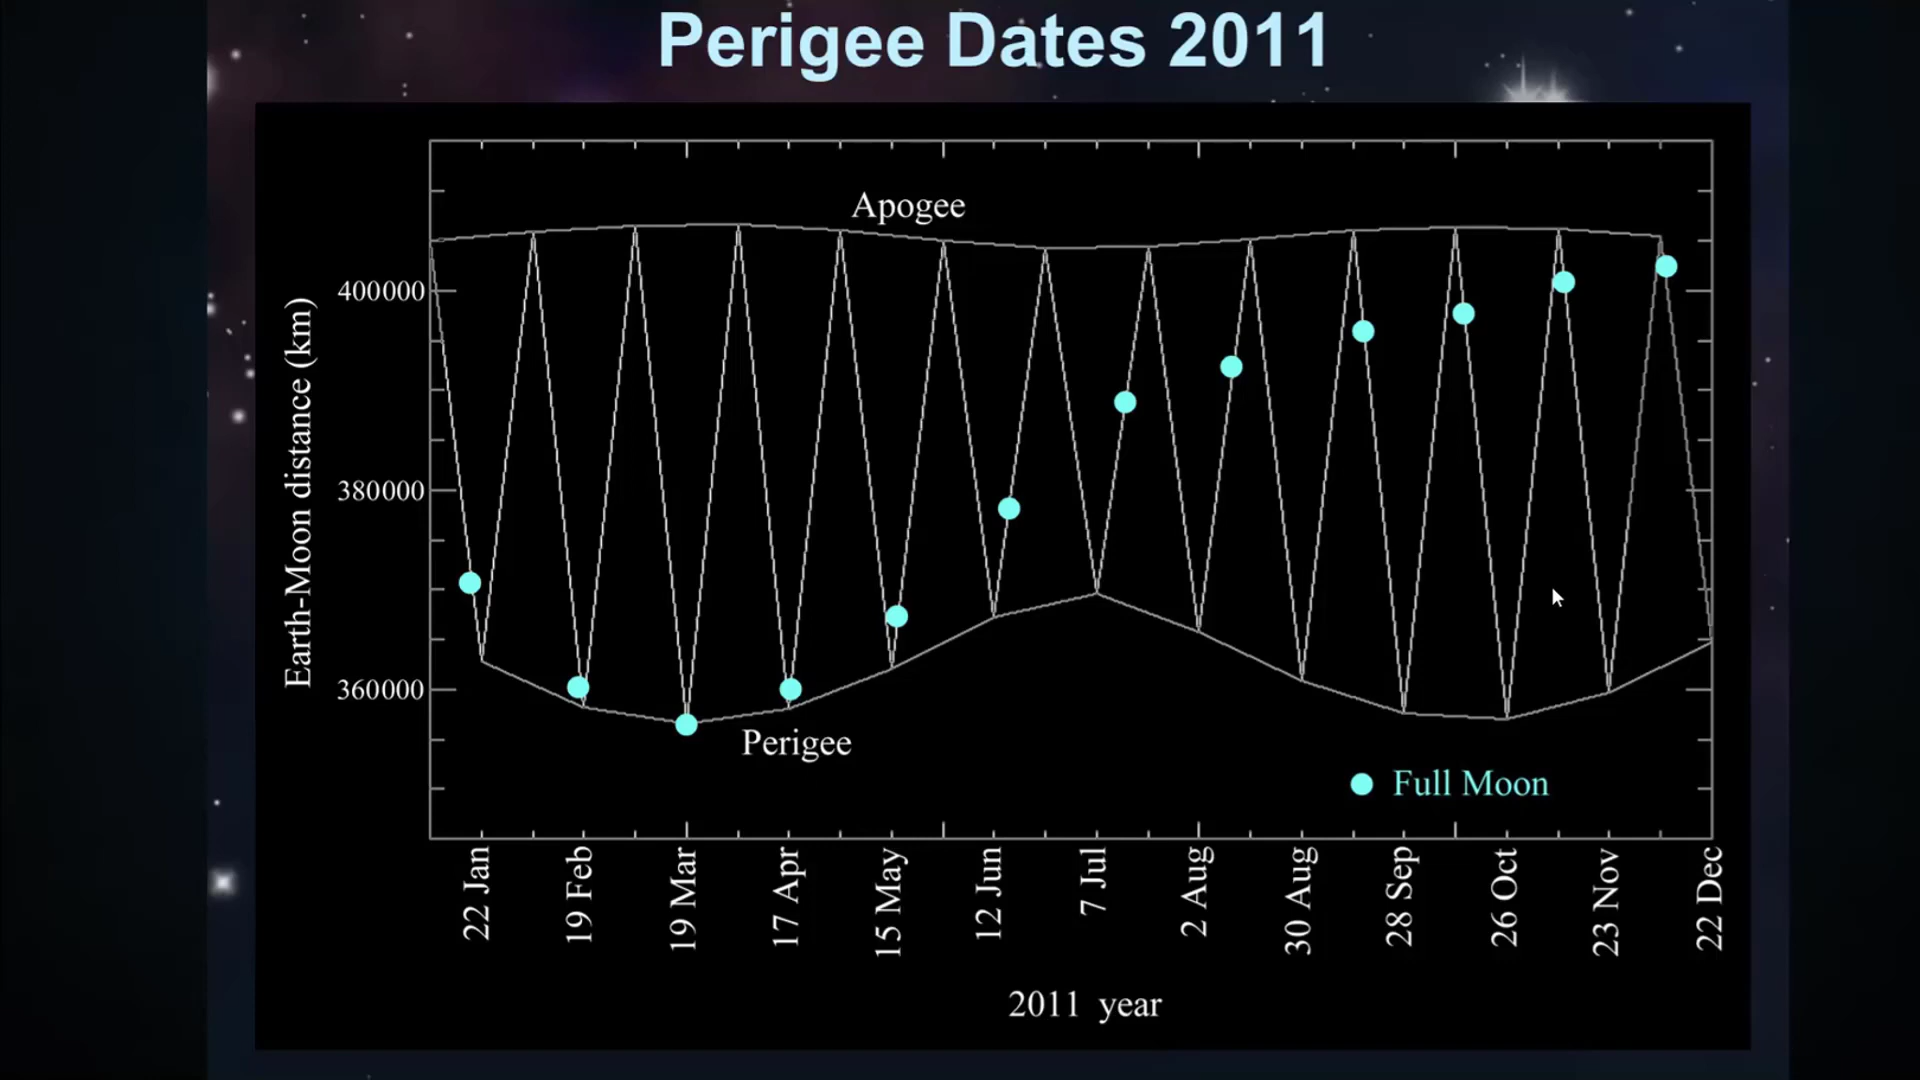 Perigee Dates 2011
Apogee
400000
380000
360000
Earth-Moon distance (km)
Perigee
Full Moon
22 Jan
19 Feb
19 Mar
17 Apr
15 May
12 Jun
7 Jul
2 Aug
30 Aug
28 Sep
26 Oct
23 Nov
22 Dec
2011 year